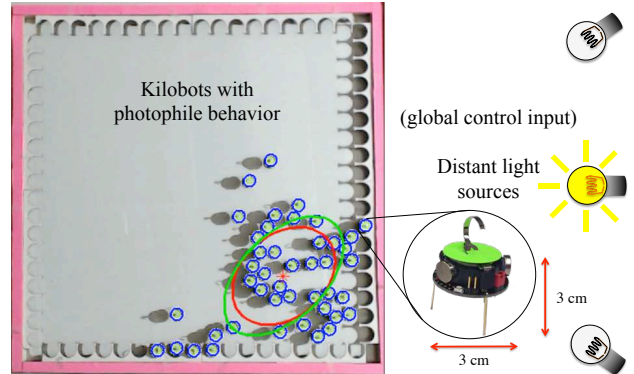 Kilobots with
photophile behavior
(global control input)
Distant light
sources
3 cm
3 cm